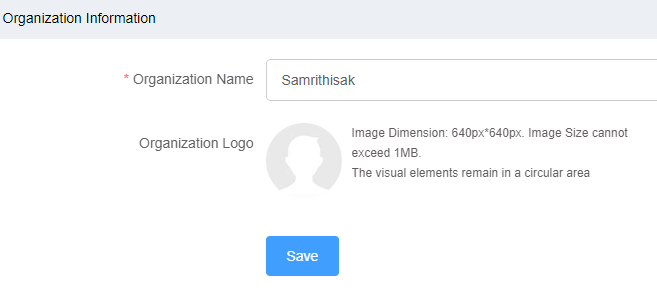 Organization Information
* Organization Name
Samrithisak
Organization Logo
Image Dimension: 640px*640px. Image Size cannot
exceed 1MB.
The visual elements remain in a circular area
Save